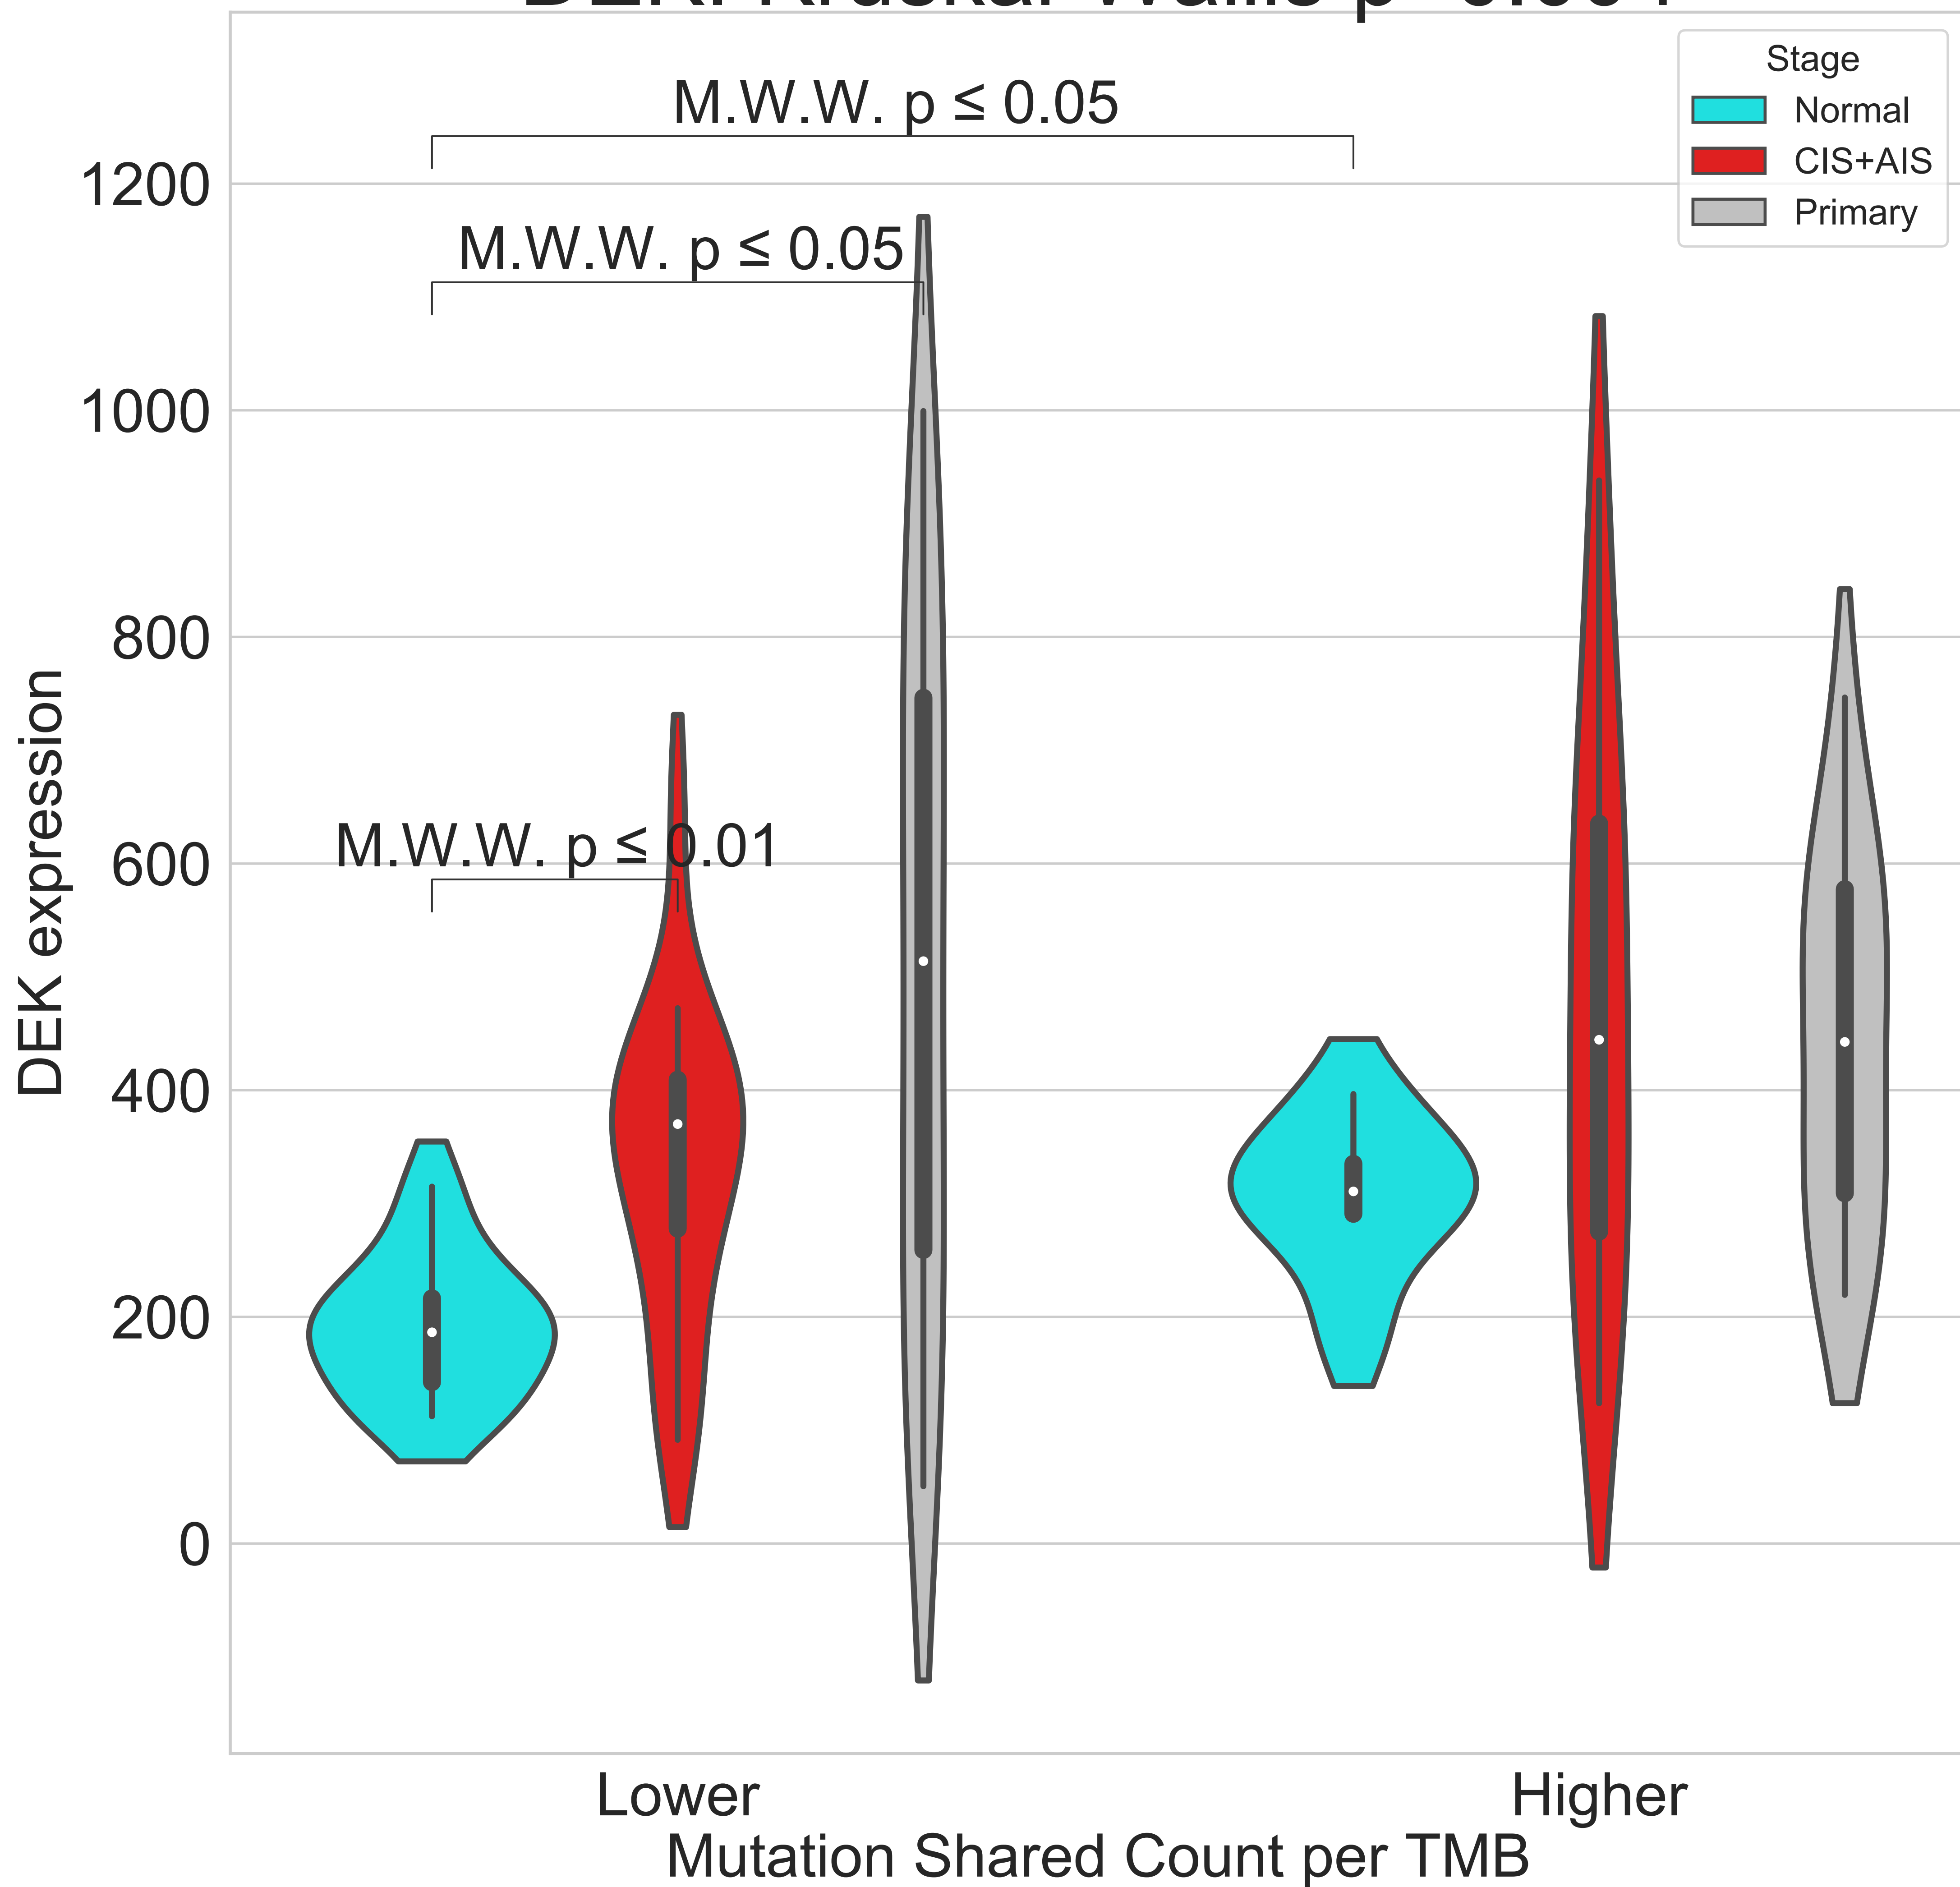 Stage
Normal
CIS+AIS
Primary
M.W.W. p ≤ 0.05
M.W.W. p ≤ 0.05
M.W.W. p ≤ 0.01
1200
1000
800
600
400
200
0
DEK expression
Lower
Higher
Mutation Shared Count per TMB